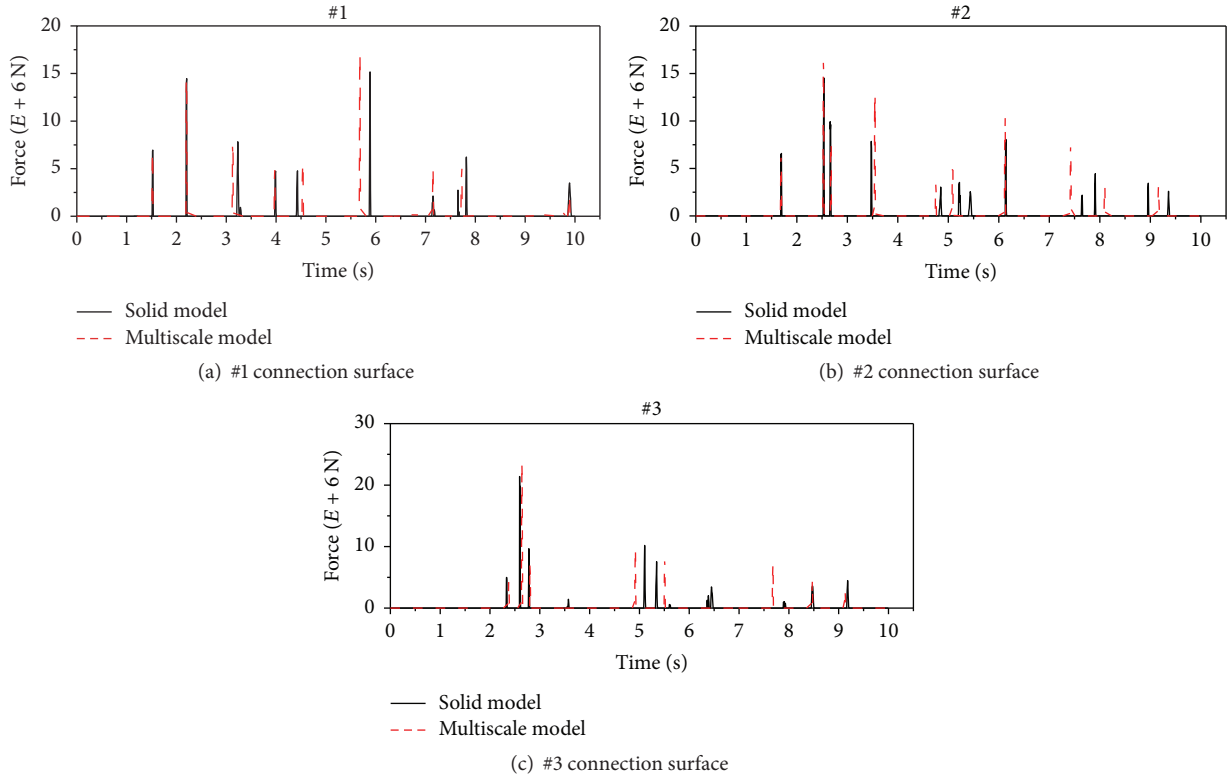 #1
20
15
10
5
0
Force (E + 6 N)
0 1 2 3 4 5 6 7 8 9 10
Time (s)
Solid model
Multiscale model
(a) #1 connection surface
#2
20
15
10
5
0
Force (E + 6 N)
0 1 2 3 4 5 6 7 8 9 10
Time (s)
Solid model
Multiscale model
(b) #2 connection surface
#3
30
20
10
0
Force (E + 6 N)
0 1 2 3 4 5 6 7 8 9 10
Time (s)
Solid model
Multiscale model
(c) #3 connection surface